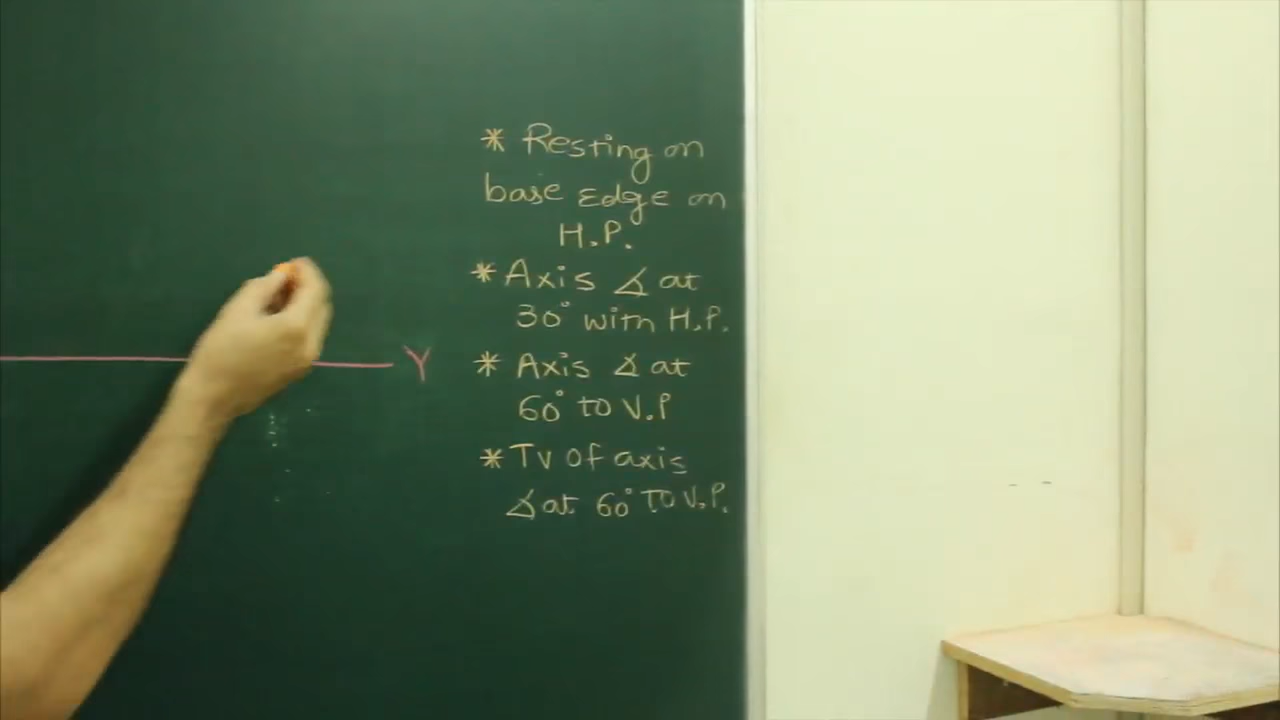 * Resting on
base Edge on
H.P.
* Axis ∡ at
30° with H.P.
Y
* Axis ∡ at
60° to V.P
* Tv of axis
∡ at 60° To V.P.